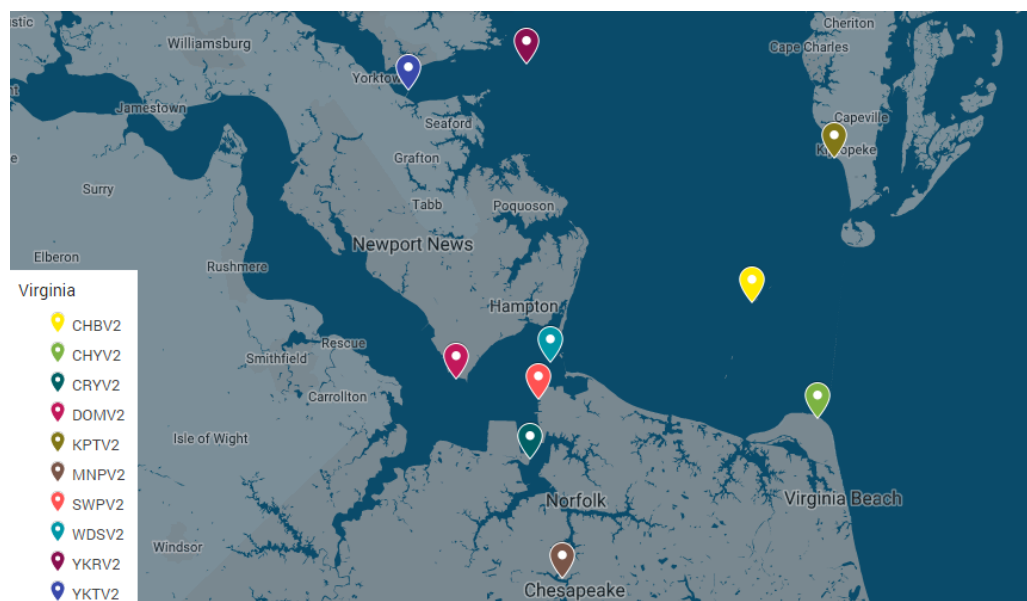 Cheriton
Williamsburg
Cape Charles
Jamestown
Seaford
Capeville
Grafton
Surry
Tabb
Poquoson
Newport News
Elberon
Rushmere
Hampton
Rescue
Smithfield
Carrollton
Isle of Wight
Virginia Beach
Norfolk
Windsor
Chesapeake
Virginia
CHBV2
CHYV2
CRYV2
DOMV2
KPTV2
MNPV2
SWPV2
WDSV2
YKRV2
YKTV2